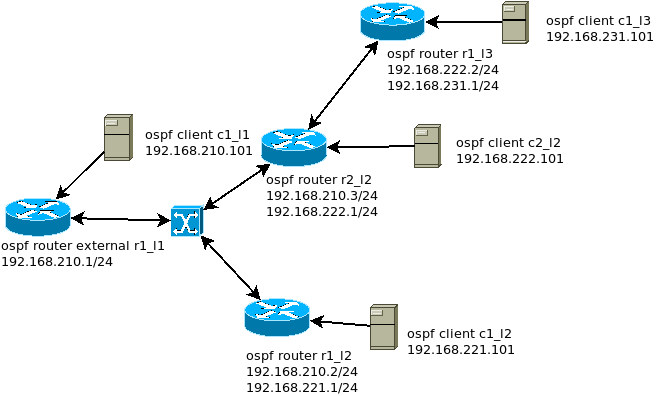 ospf client c1_l3
192.168.231.101
ospf router r1_l3
192.168.222.2/24
192.168.231.1/24
ospf client c1_l1
192.168.210.101
ospf client c2_l2
192.168.222.101
ospf router r2_l2
192.168.210.3/24
192.168.222.1/24
ospf router external r1_l1
192.168.210.1/24
ospf client c1_l2
192.168.221.101
ospf router r1_l2
192.168.210.2/24
192.168.221.1/24